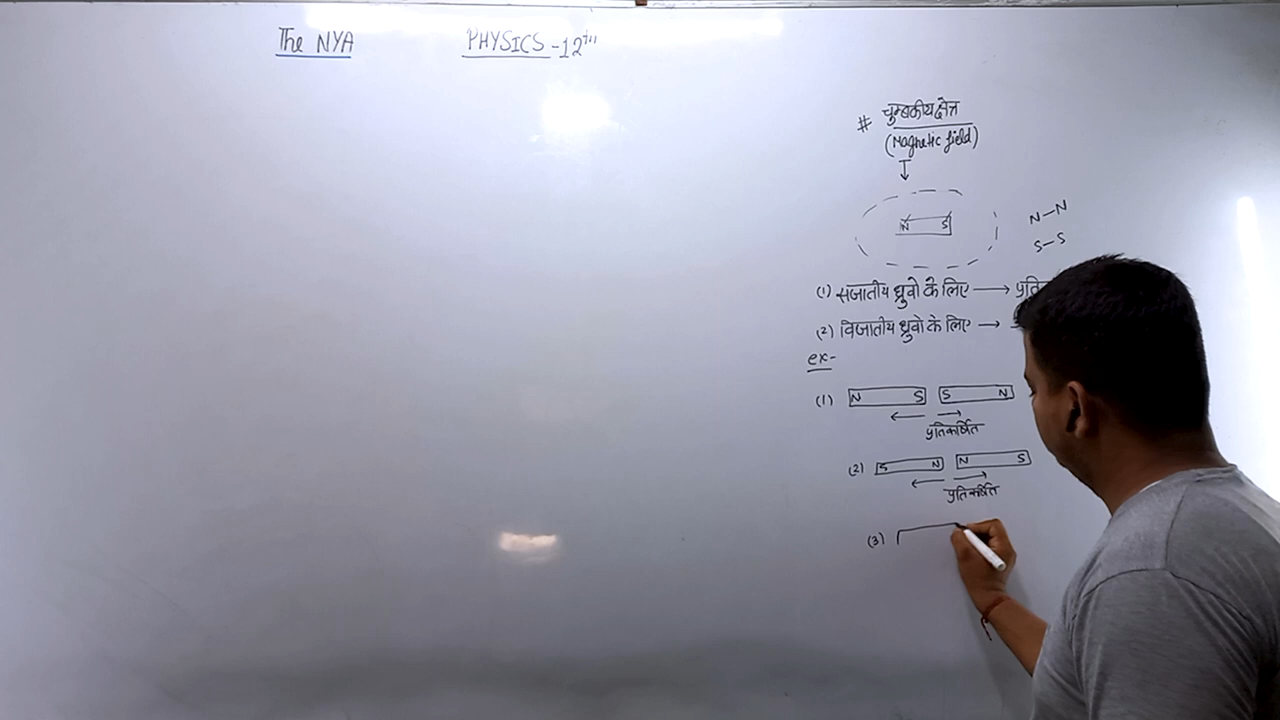 The NYA
PHYSICS-12th
# चुम्बकीय क्षेत्र
(Magnetic field)
N S
N-N
S-S
(1) सजातीय ध्रुवो के लिए →
(2) विजातीय ध्रुवो के लिए →
ex-
(1) N S S N
प्रतिकर्षित
(2) S N N S
प्रतिकर्षित
(3)